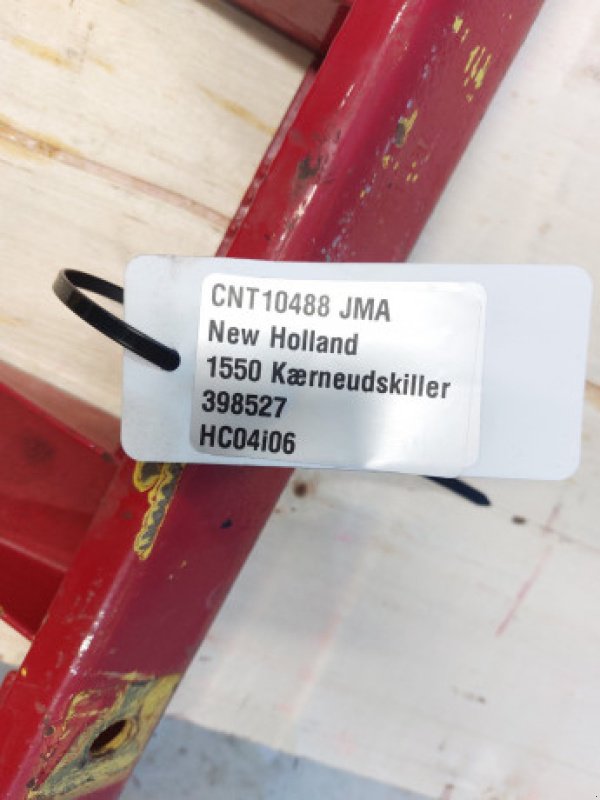 CNT10488 JMA
New Holland
1550 Kærneudskiller
398527
HC04i06